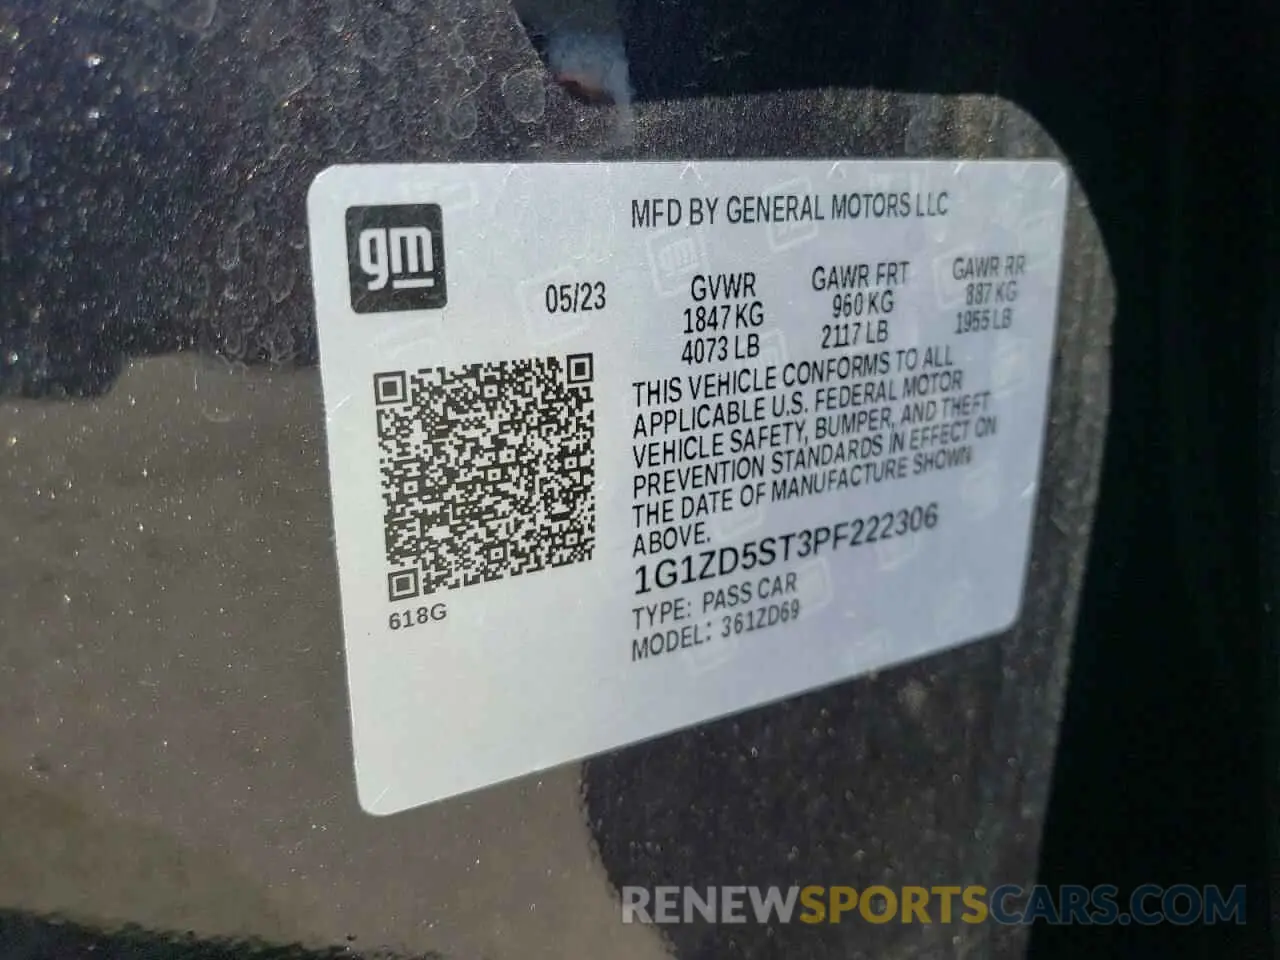 gm
MFD BY GENERAL MOTORS LLC
05/23
GVWR GAWR FRT GAWR RR
1847 KG 960 KG 887 KG
4073 LB 2117 LB 1955 LB
THIS VEHICLE CONFORMS TO ALL
APPLICABLE U.S. FEDERAL MOTOR
VEHICLE SAFETY, BUMPER, AND THEFT
PREVENTION STANDARDS IN EFFECT ON
THE DATE OF MANUFACTURE SHOWN
ABOVE.
1G1ZD5ST3PF222306
TYPE: PASS CAR
MODEL: 361ZD69
618G
RENEWSPORTSCARS.COM